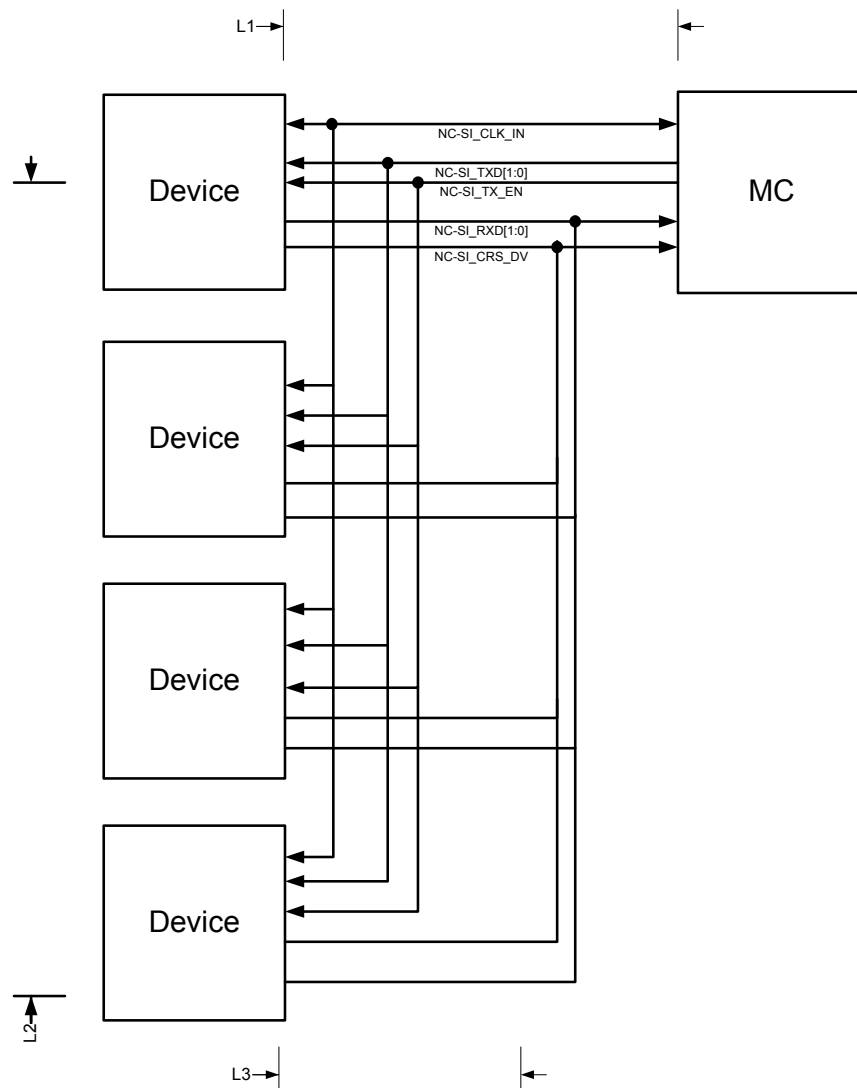 L1
Device
MC
NC-SI_CLK_IN
NC-SI_TXD[1:0]
NC-SI_TX_EN
NC-SI_RXD[1:0]
NC-SI_CRS_DV
Device
Device
Device
L2
L3